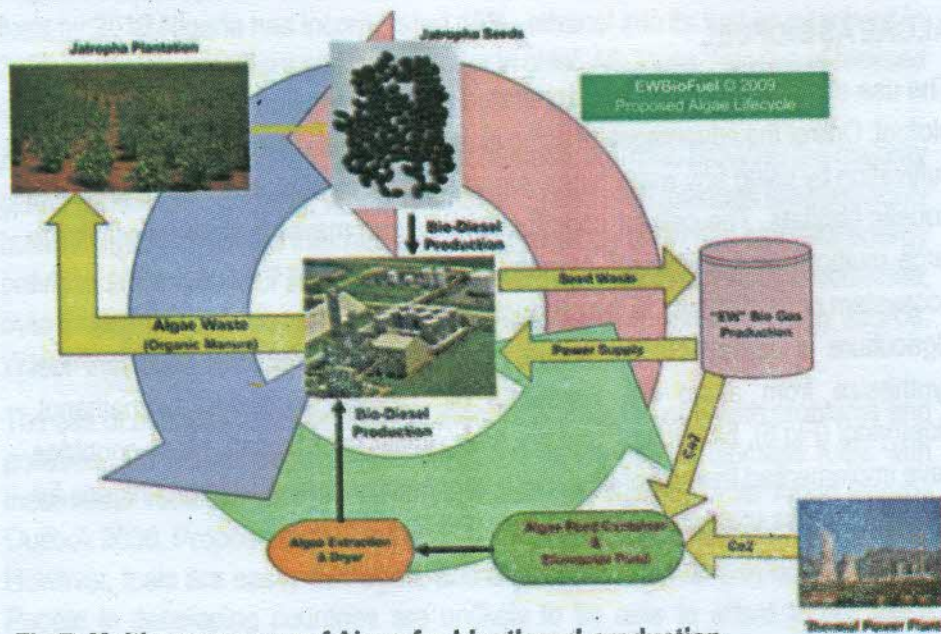 Jatropha Plantation
Jatropha Seeds
EWBioFuel © 2009
Proposed Algae Lifecycle
Bio-Diesel
Production
Seed Waste
"EW" Bio Gas
Production
Algae Waste
(Organic Manure)
Power Supply
Bio-Diesel
Production
Co2
Algae Extraction
& Dryer
Algae Pond Container
&
Pond
Co2
Thermal Power Plant